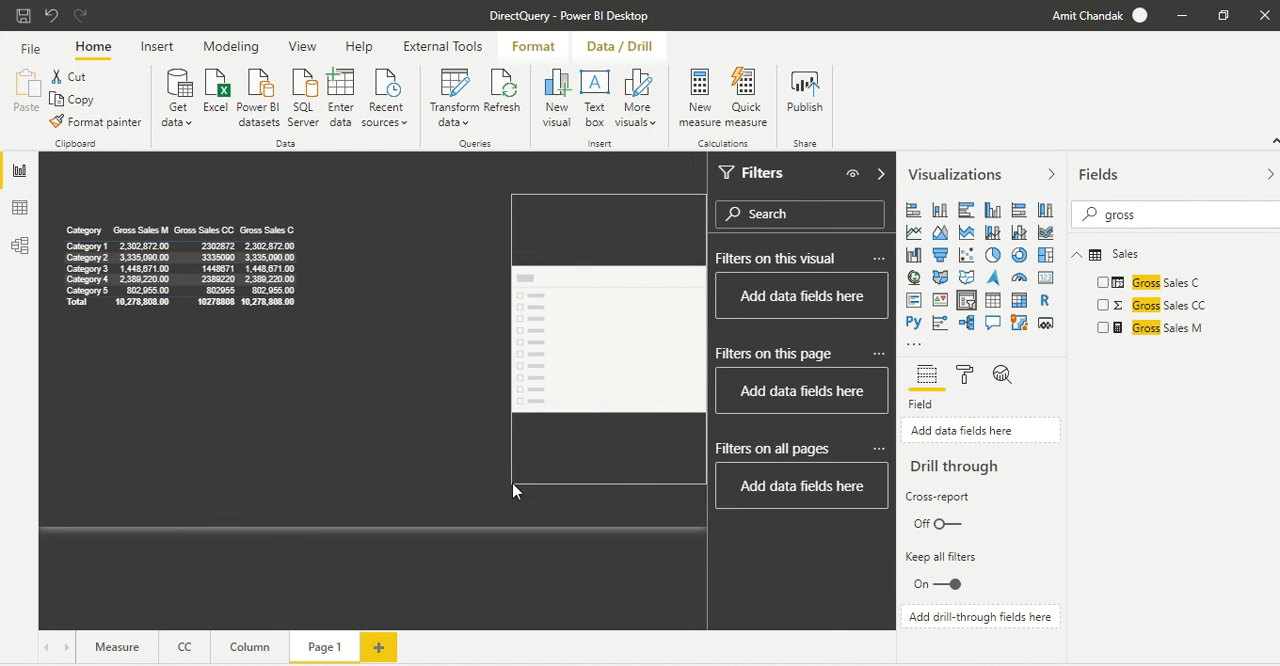 DirectQuery - Power BI Desktop
Amit Chandak
File
Home
Insert
Modeling
View
Help
External Tools
Format
Data / Drill
Paste
Cut
Copy
Format painter
Clipboard
Get data
Excel
Power BI datasets
SQL Server
Enter data
Recent sources
Data
Transform data
Refresh
Queries
New visual
Text box
More visuals
Insert
New measure
Quick measure
Calculations
Publish
Share
Category Gross Sales M Gross Sales CC Gross Sales C
Category 1 2,302,872.00 2302872 2,302,872.00
Category 2 3,335,090.00 3335090 3,335,090.00
Category 3 1,448,671.00 1448671 1,448,671.00
Category 4 2,389,220.00 2389220 2,389,220.00
Category 5 802,955.00 802955 802,955.00
Total 10,278,808.00 10278808 10,278,808.00
Filters
Search
Filters on this visual ...
Add data fields here
Filters on this page ...
Add data fields here
Filters on all pages ...
Add data fields here
Visualizations
R
Py
...
Field
Add data fields here
Drill through
Cross-report
Off
Keep all filters
On
Add drill-through fields here
Fields
gross
Sales
Gross Sales C
Gross Sales CC
Gross Sales M
Measure
CC
Column
Page 1
+